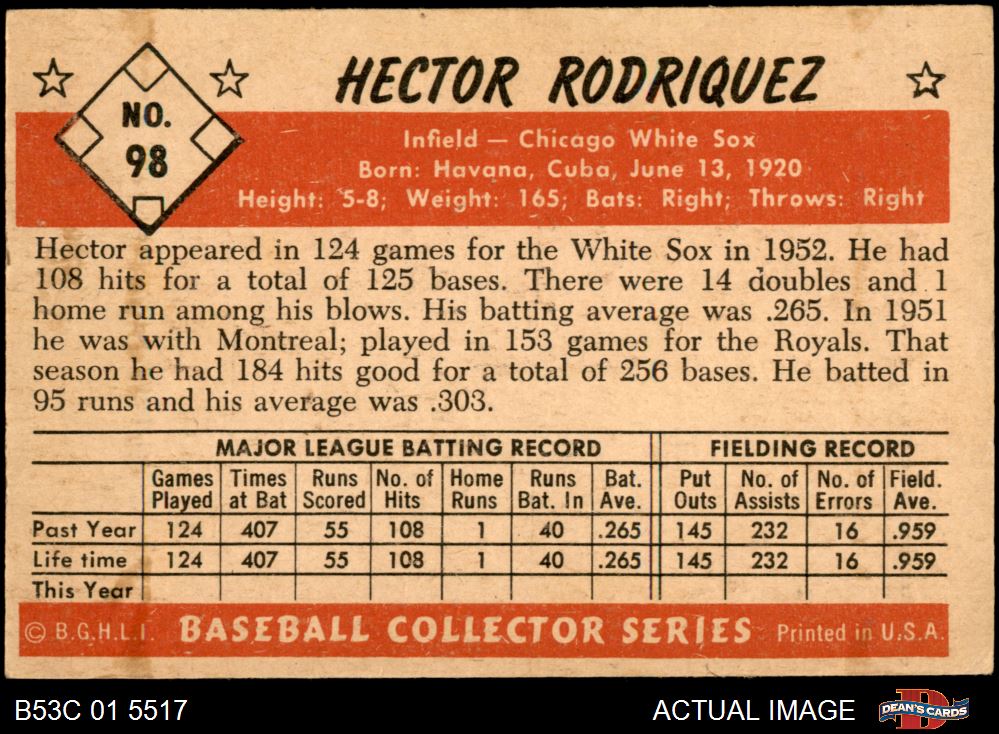 NO.
98
HECTOR RODRIQUEZ
Infield — Chicago White Sox
Born: Havana, Cuba, June 13, 1920
Height: 5-8; Weight: 165; Bats: Right; Throws: Right
Hector appeared in 124 games for the White Sox in 1952. He had
108 hits for a total of 125 bases. There were 14 doubles and 1
home run among his blows. His batting average was .265. In 1951
he was with Montreal; played in 153 games for the Royals. That
season he had 184 hits good for a total of 256 bases. He batted in
95 runs and his average was .303.
MAJOR LEAGUE BATTING RECORD FIELDING RECORD
Games Times Runs No. of Home Runs Bat. Put No. of No. of Field.
Played at Bat Scored Hits Runs Bat. In Ave. Outs Assists Errors Ave.
Past Year 124 407 55 108 1 40 .265 145 232 16 .959
Life time 124 407 55 108 1 40 .265 145 232 16 .959
This Year
© B.G.H.L.I. BASEBALL COLLECTOR SERIES Printed in U.S.A.
B53C 01 5517 ACTUAL IMAGE DEAN'S CARDS